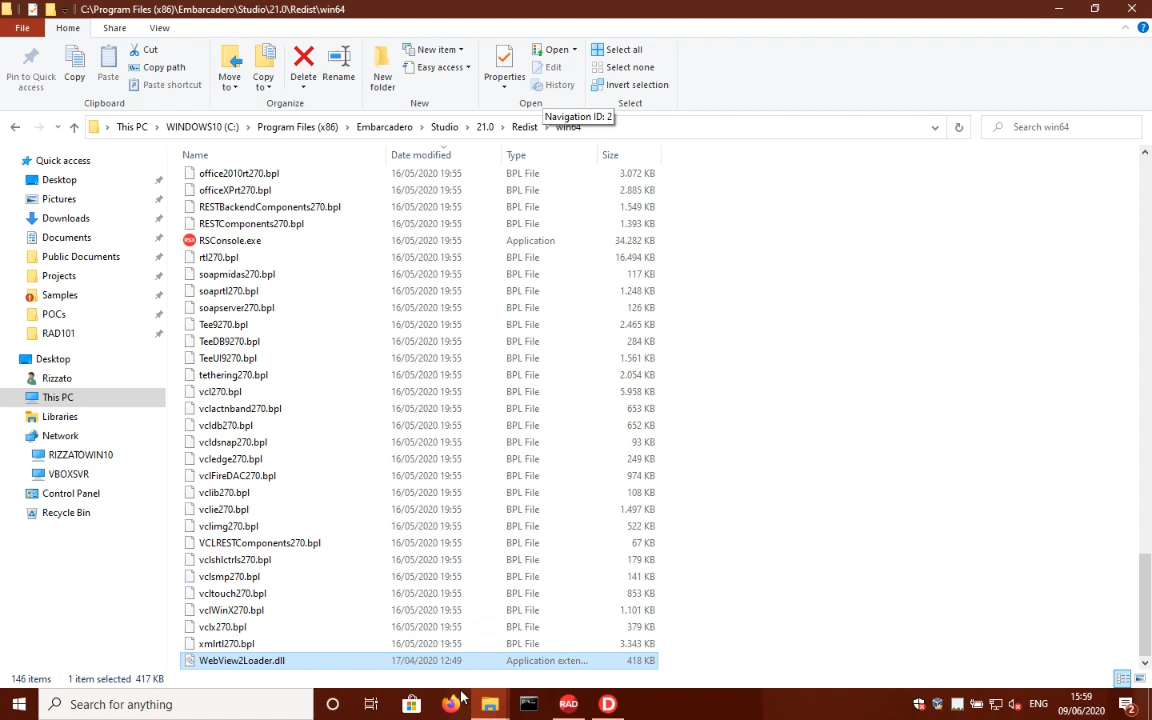 C:\Program Files (x86)\Embarcadero\Studio\21.0\Redist\win64
File Home Share View
Pin to Quick access
Copy
Paste
Cut
Copy path
Paste shortcut
Clipboard
Move to
Copy to
Delete
Rename
Organize
New folder
New item
Easy access
New
Properties
Open
Edit
History
Open
Select all
Select none
Invert selection
Select
Navigation ID: 2
This PC > WINDOWS10 (C:) > Program Files (x86) > Embarcadero > Studio > 21.0 > Redist > win64
Search win64
Quick access
Desktop
Pictures
Downloads
Documents
Public Documents
Projects
Samples
POCs
RAD101
Desktop
Rizzato
This PC
Libraries
Network
RIZZATOWIN10
VBOXSVR
Control Panel
Recycle Bin
Name Date modified Type Size
office2010rt270.bpl 16/05/2020 19:55 BPL File 3.072 KB
officeXPrt270.bpl 16/05/2020 19:55 BPL File 2.885 KB
RESTBackendComponents270.bpl 16/05/2020 19:55 BPL File 1.549 KB
RESTComponents270.bpl 16/05/2020 19:55 BPL File 1.393 KB
RSConsole.exe 16/05/2020 19:55 Application 34.282 KB
rtl270.bpl 16/05/2020 19:55 BPL File 16.494 KB
soapmidas270.bpl 16/05/2020 19:55 BPL File 117 KB
soaprtl270.bpl 16/05/2020 19:55 BPL File 1.248 KB
soapserver270.bpl 16/05/2020 19:55 BPL File 126 KB
Tee9270.bpl 16/05/2020 19:55 BPL File 2.465 KB
TeeDB9270.bpl 16/05/2020 19:55 BPL File 284 KB
TeeUI9270.bpl 16/05/2020 19:55 BPL File 1.561 KB
tethering270.bpl 16/05/2020 19:55 BPL File 2.054 KB
vcl270.bpl 16/05/2020 19:55 BPL File 5.958 KB
vclactnband270.bpl 16/05/2020 19:55 BPL File 653 KB
vcldb270.bpl 16/05/2020 19:55 BPL File 652 KB
vcldsnap270.bpl 16/05/2020 19:55 BPL File 93 KB
vcledge270.bpl 16/05/2020 19:55 BPL File 249 KB
vclFireDAC270.bpl 16/05/2020 19:55 BPL File 974 KB
vclib270.bpl 16/05/2020 19:55 BPL File 108 KB
vclie270.bpl 16/05/2020 19:55 BPL File 1.497 KB
vclimg270.bpl 16/05/2020 19:55 BPL File 522 KB
VCLRESTComponents270.bpl 16/05/2020 19:55 BPL File 67 KB
vclshlctrls270.bpl 16/05/2020 19:55 BPL File 179 KB
vclsmp270.bpl 16/05/2020 19:55 BPL File 141 KB
vcltouch270.bpl 16/05/2020 19:55 BPL File 853 KB
vclWinX270.bpl 16/05/2020 19:55 BPL File 1.101 KB
vclx270.bpl 16/05/2020 19:55 BPL File 379 KB
xmlrtl270.bpl 16/05/2020 19:55 BPL File 3.343 KB
WebView2Loader.dll 17/04/2020 12:49 Application exten... 418 KB
146 items 1 item selected 417 KB
Search for anything
RAD
ENG
15:59
09/06/2020
2